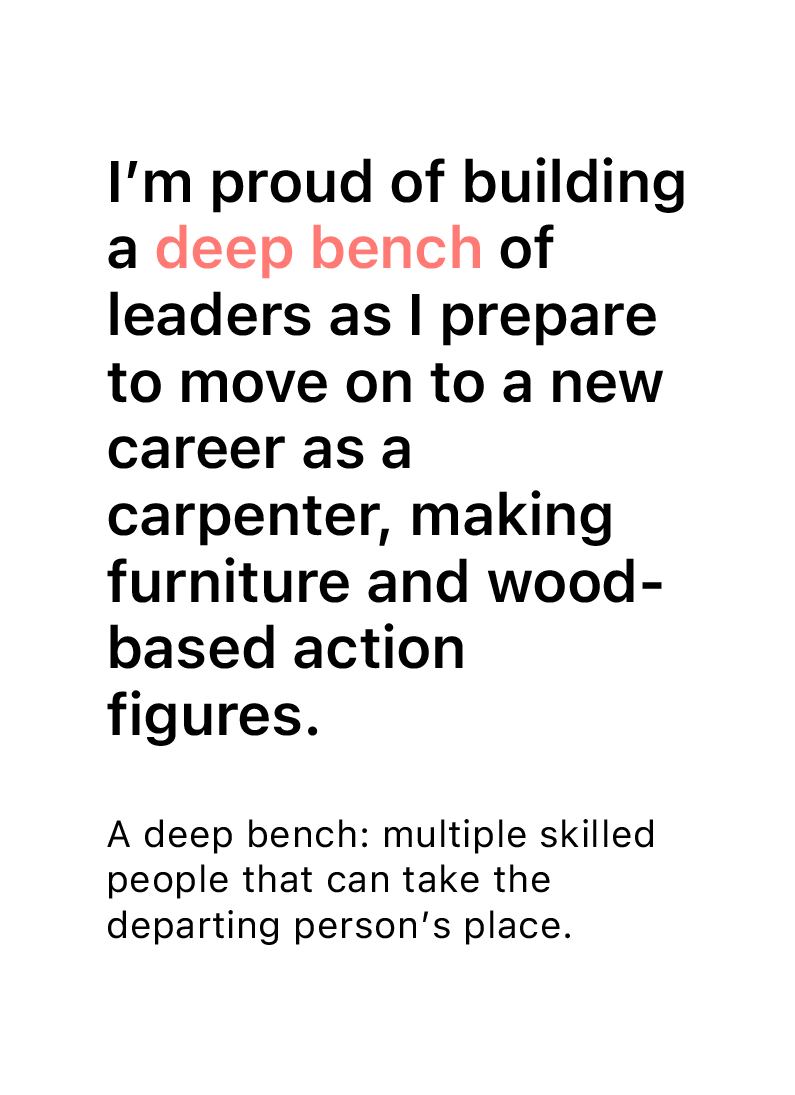 I’m proud of building
a deep bench of
leaders as I prepare
to move on to a new
career as a
carpenter, making
furniture and wood-
based action
figures.
A deep bench: multiple skilled
people that can take the
departing person’s place.